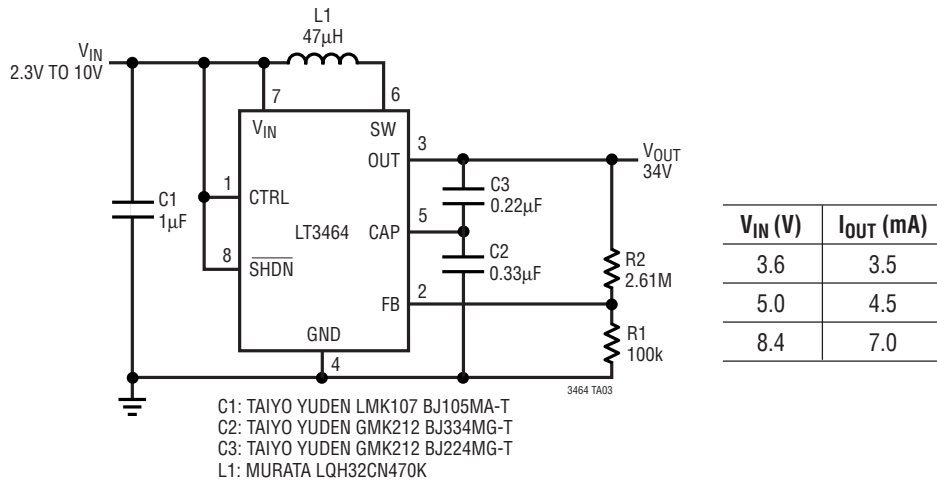 L1
47µH
VIN
2.3V TO 10V
7
6
VIN
SW
3
OUT
VOUT
34V
C3
0.22µF
1
CTRL
C1
1µF
LT3464
5
CAP
C2
0.33µF
8
SHDN
R2
2.61M
2
FB
GND
4
R1
100k
3464 TA03
C1: TAIYO YUDEN LMK107 BJ105MA-T
C2: TAIYO YUDEN GMK212 BJ334MG-T
C3: TAIYO YUDEN GMK212 BJ224MG-T
L1: MURATA LQH32CN470K
VIN (V) IOUT (mA)
3.6 3.5
5.0 4.5
8.4 7.0